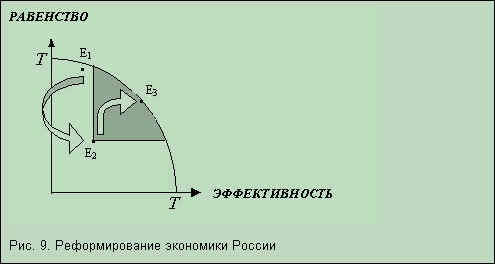 РАВЕНСТВО
T
E1
E3
E2
T
ЭФФЕКТИВНОСТЬ
Рис. 9. Реформирование экономики России